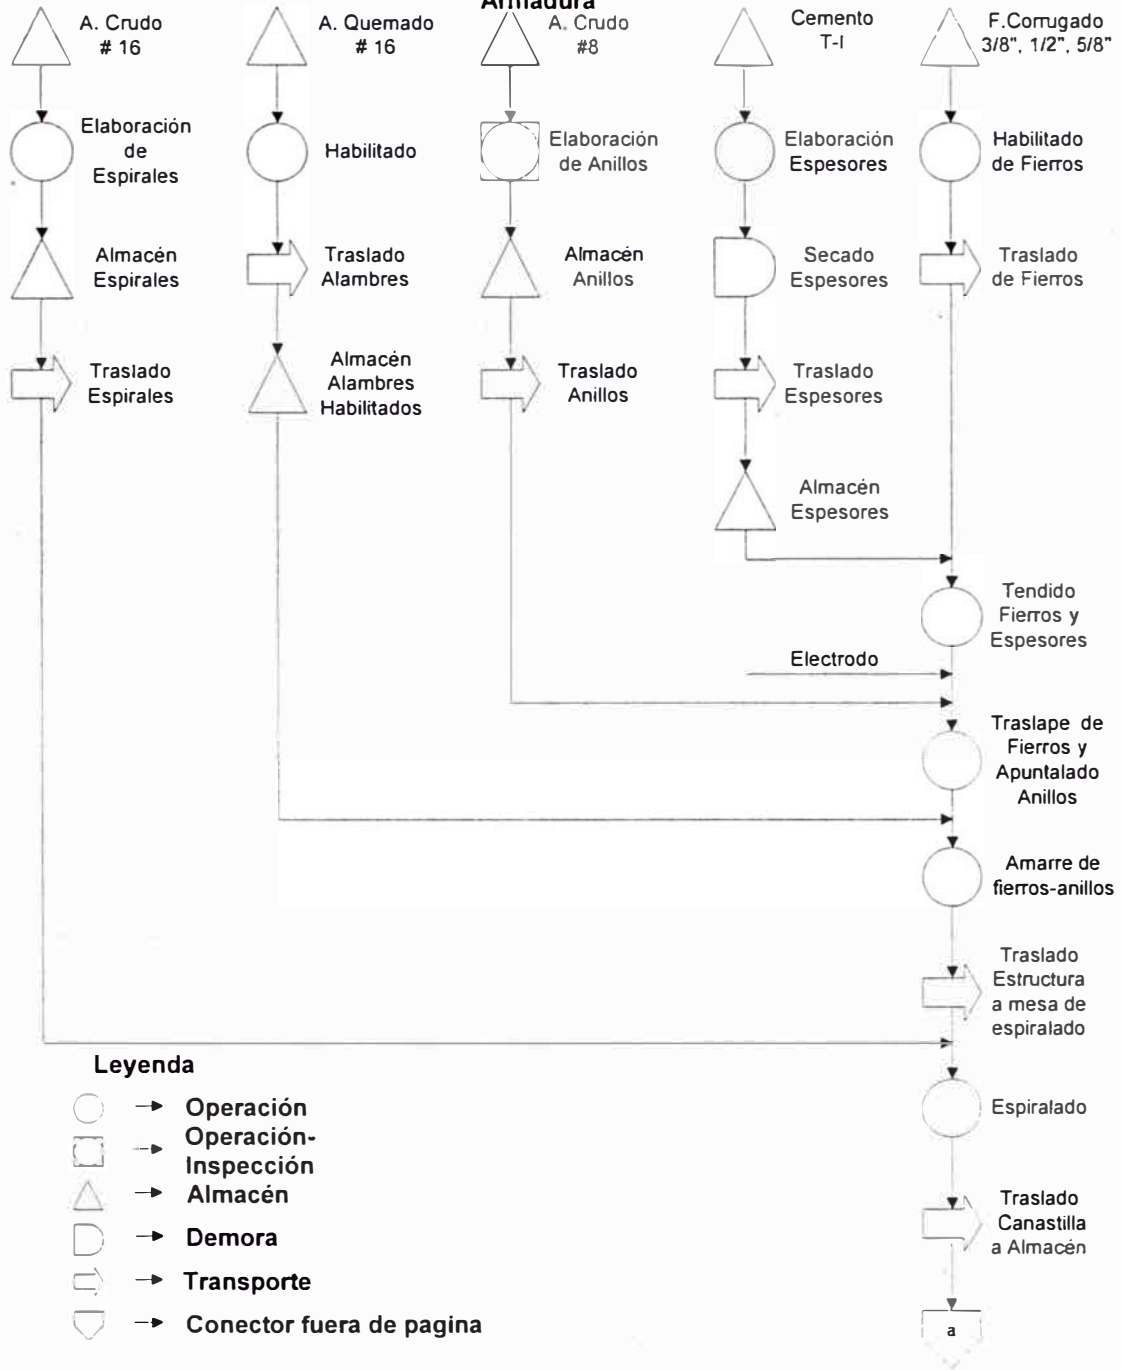 Armadura
A. Crudo
# 16
A. Quemado
# 16
A. Crudo
#8
Cemento
T-I
F.Corrugado
3/8", 1/2", 5/8"
Elaboración
de
Espirales
Habilitado
Elaboración
de Anillos
Elaboración
Espesores
Habilitado
de Fierros
Almacén
Espirales
Traslado
Alambres
Almacén
Anillos
Secado
Espesores
Traslado
de Fierros
Traslado
Espirales
Almacén
Alambres
Habilitados
Traslado
Anillos
Traslado
Espesores
Almacén
Espesores
Tendido
Fierros y
Espesores
Electrodo
Traslape de
Fierros y
Apuntalado
Anillos
Amarre de
fierros-anillos
Traslado
Estructura
a mesa de
espiralado
Espiralado
Traslado
Canastilla
a Almacén
a
Leyenda
Operación
Operación-
Inspección
Almacén
Demora
Transporte
Conector fuera de pagina